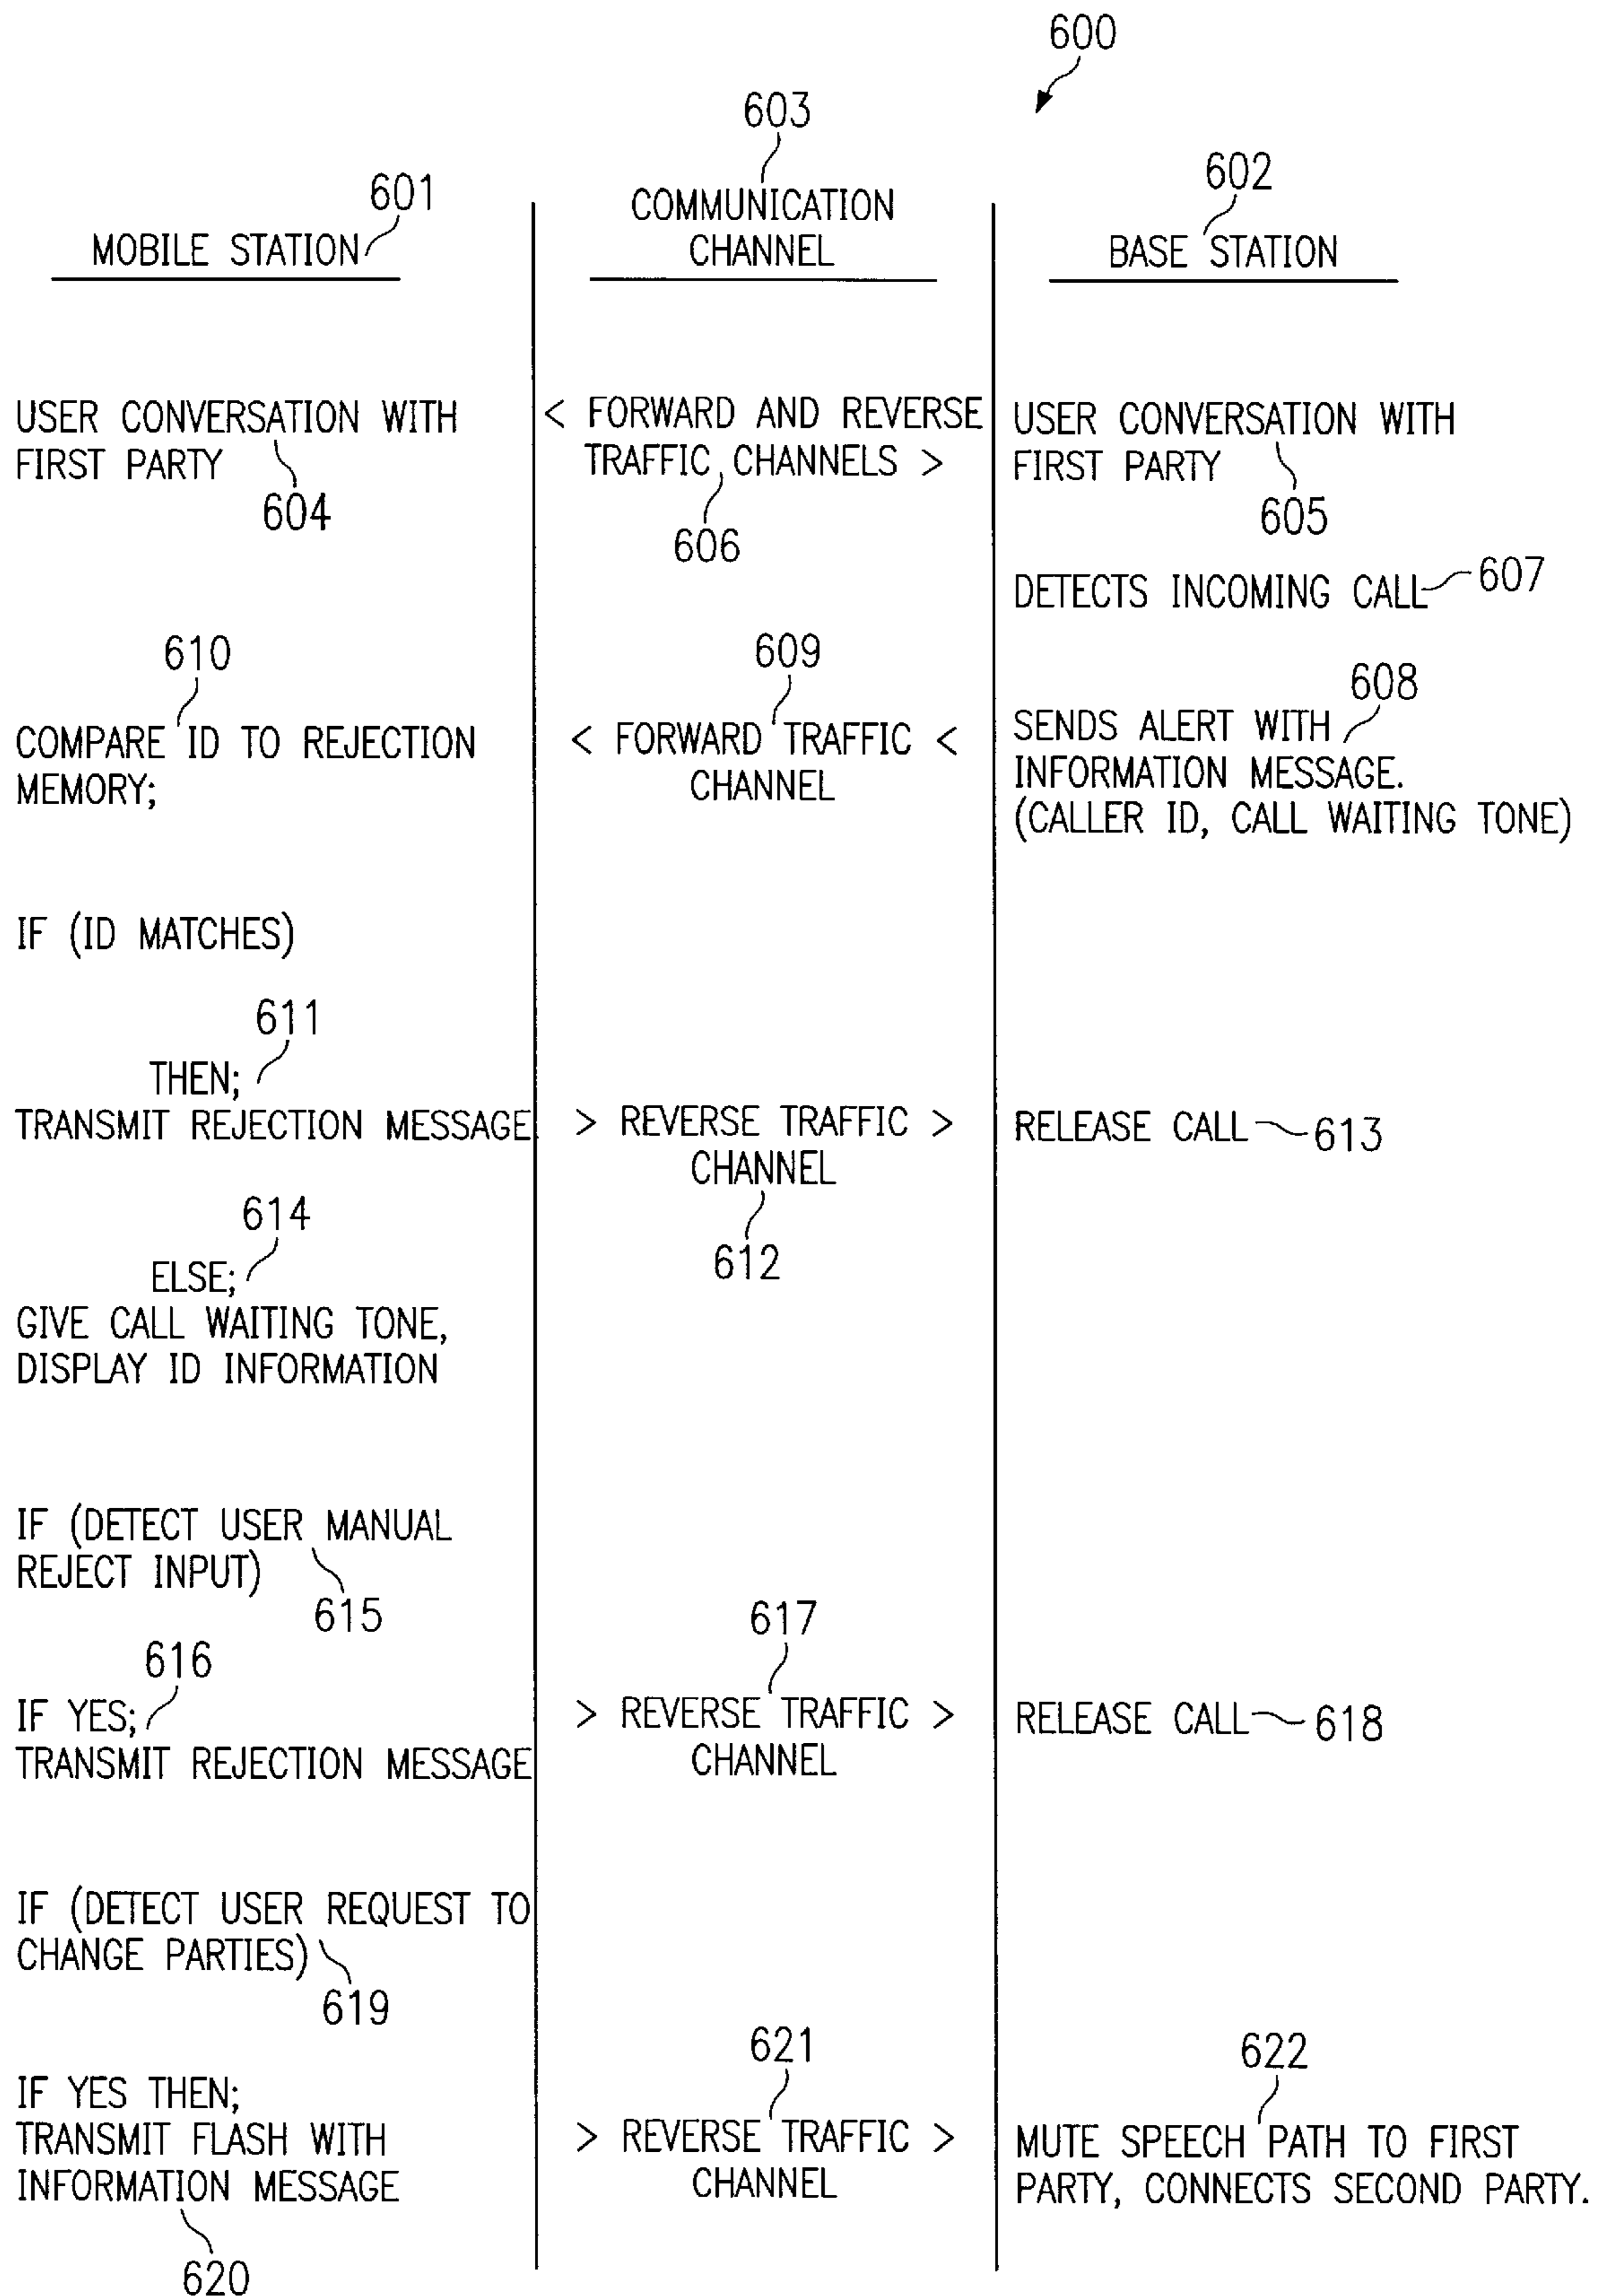 600
603
602
601
COMMUNICATION
CHANNEL
MOBILE STATION
BASE STATION
USER CONVERSATION WITH
FIRST PARTY
604
< FORWARD AND REVERSE
TRAFFIC CHANNELS >
606
USER CONVERSATION WITH
FIRST PARTY
605
DETECTS INCOMING CALL 607
610
COMPARE ID TO REJECTION
MEMORY;
609
< FORWARD TRAFFIC <
CHANNEL
608
SENDS ALERT WITH
INFORMATION MESSAGE.
(CALLER ID, CALL WAITING TONE)
IF (ID MATCHES)
611
THEN;
TRANSMIT REJECTION MESSAGE
> REVERSE TRAFFIC >
CHANNEL
612
RELEASE CALL 613
614
ELSE;
GIVE CALL WAITING TONE,
DISPLAY ID INFORMATION
IF (DETECT USER MANUAL
REJECT INPUT)
615
616
IF YES;
TRANSMIT REJECTION MESSAGE
617
> REVERSE TRAFFIC >
CHANNEL
RELEASE CALL 618
IF (DETECT USER REQUEST TO
CHANGE PARTIES)
619
IF YES THEN;
TRANSMIT FLASH WITH
INFORMATION MESSAGE
620
621
> REVERSE TRAFFIC >
CHANNEL
622
MUTE SPEECH PATH TO FIRST
PARTY, CONNECTS SECOND PARTY.